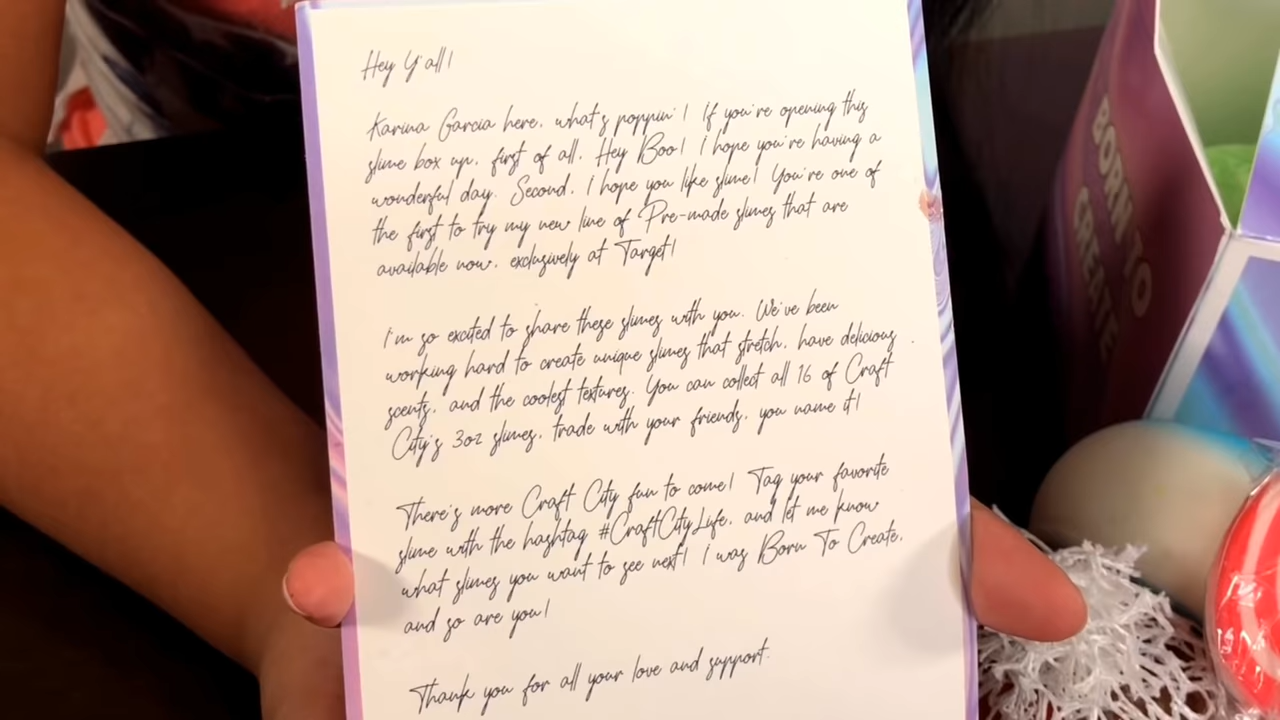 Hey Y'all!
Karina Garcia here, what's poppin'! If you're opening this
slime box up, first of all, Hey Boo! I hope you're having a
wonderful day. Second, I hope you like slime! You're one of
the first to try my new line of Pre-made slimes that are
available now, exclusively at Target!
I'm so excited to share these slimes with you. We've been
working hard to create unique slimes that stretch, have delicious
scents, and the coolest textures. You can collect all 16 of Craft
City's 3oz slimes, trade with your friends, you name it!
There's more Craft City fun to come! Tag your favorite
slime with the hashtag #CraftCityLife, and let me know
what slimes you want to see next! I was Born To Create,
and so are you!
Thank you for all your love and support.
BORN TO
CREATE